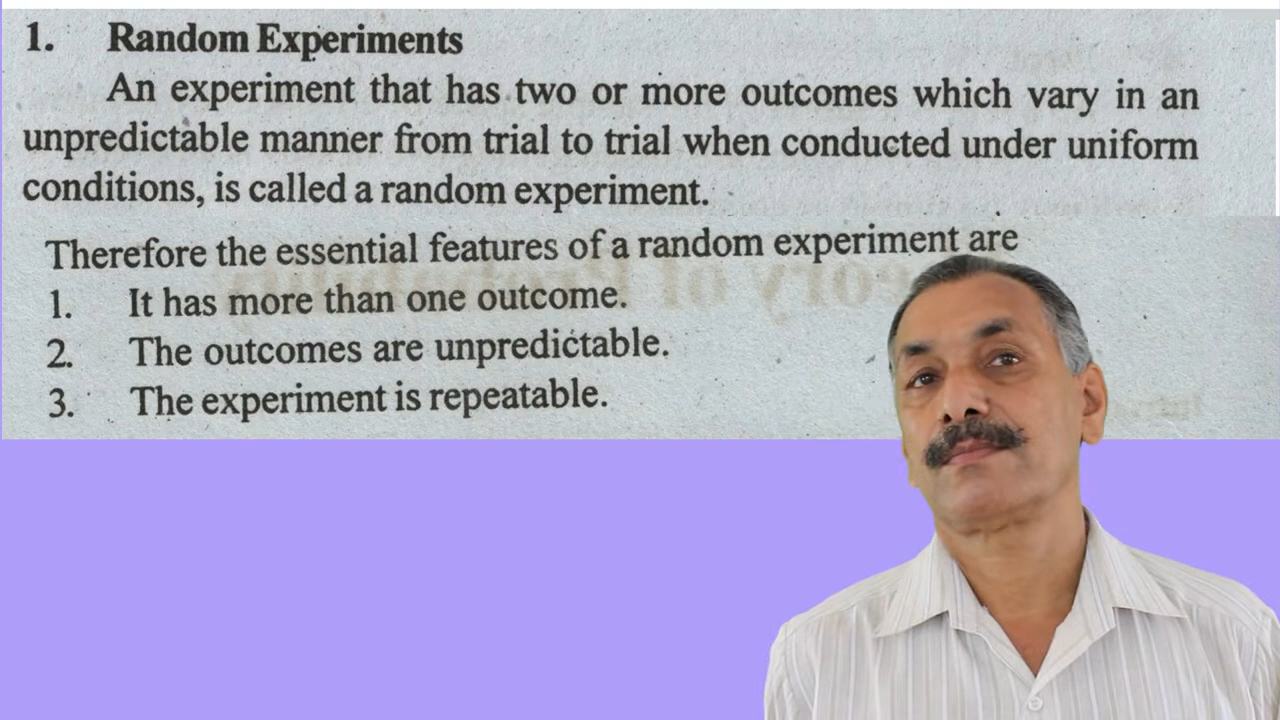 1. Random Experiments
An experiment that has two or more outcomes which vary in an
unpredictable manner from trial to trial when conducted under uniform
conditions, is called a random experiment.
Therefore the essential features of a random experiment are
1. It has more than one outcome.
2. The outcomes are unpredictable.
3. The experiment is repeatable.